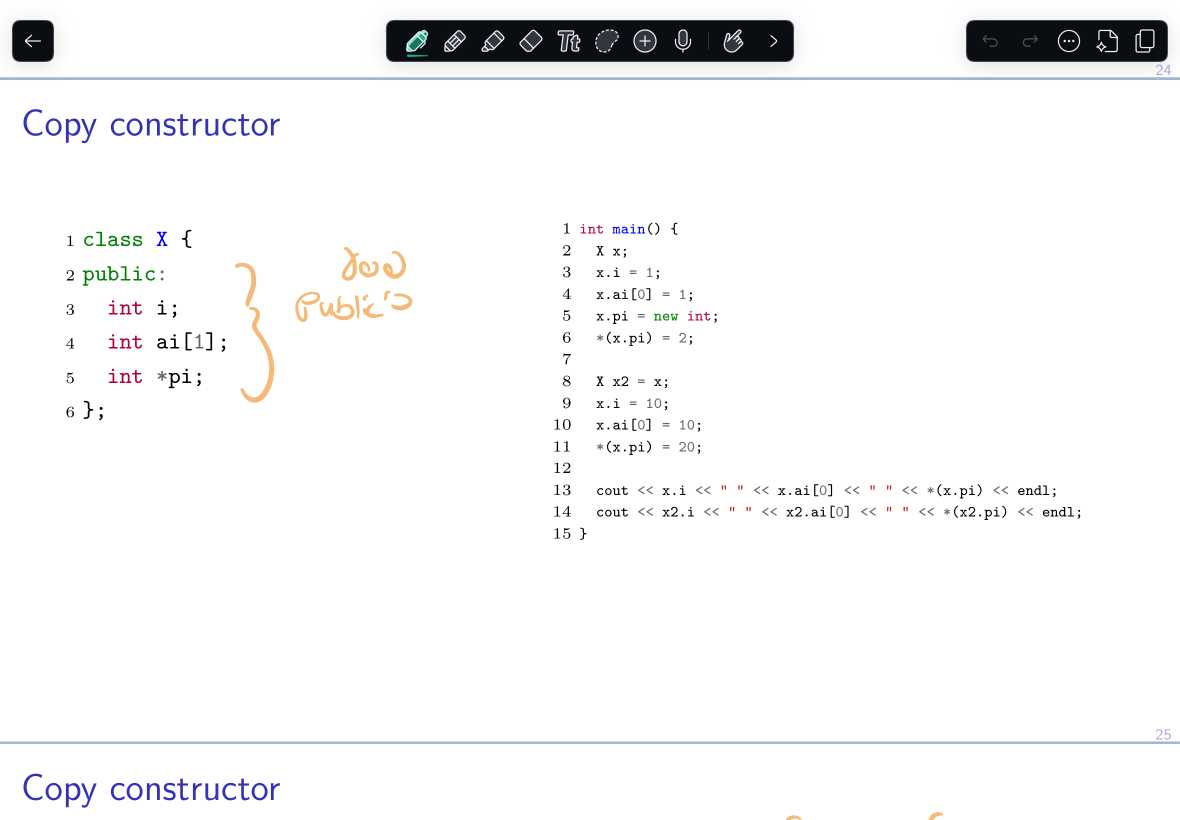 24
Copy constructor
1 class X {
2 public:
3 int i;
4 int ai[1];
5 int *pi;
6 };
1 int main() {
2 X x;
3 x.i = 1;
4 x.ai[0] = 1;
5 x.pi = new int;
6 *(x.pi) = 2;
7
8 X x2 = x;
9 x.i = 10;
10 x.ai[0] = 10;
11 *(x.pi) = 20;
12
13 cout << x.i << " " << x.ai[0] << " " << *(x.pi) << endl;
14 cout << x2.i << " " << x2.ai[0] << " " << *(x2.pi) << endl;
15 }
25
Copy constructor